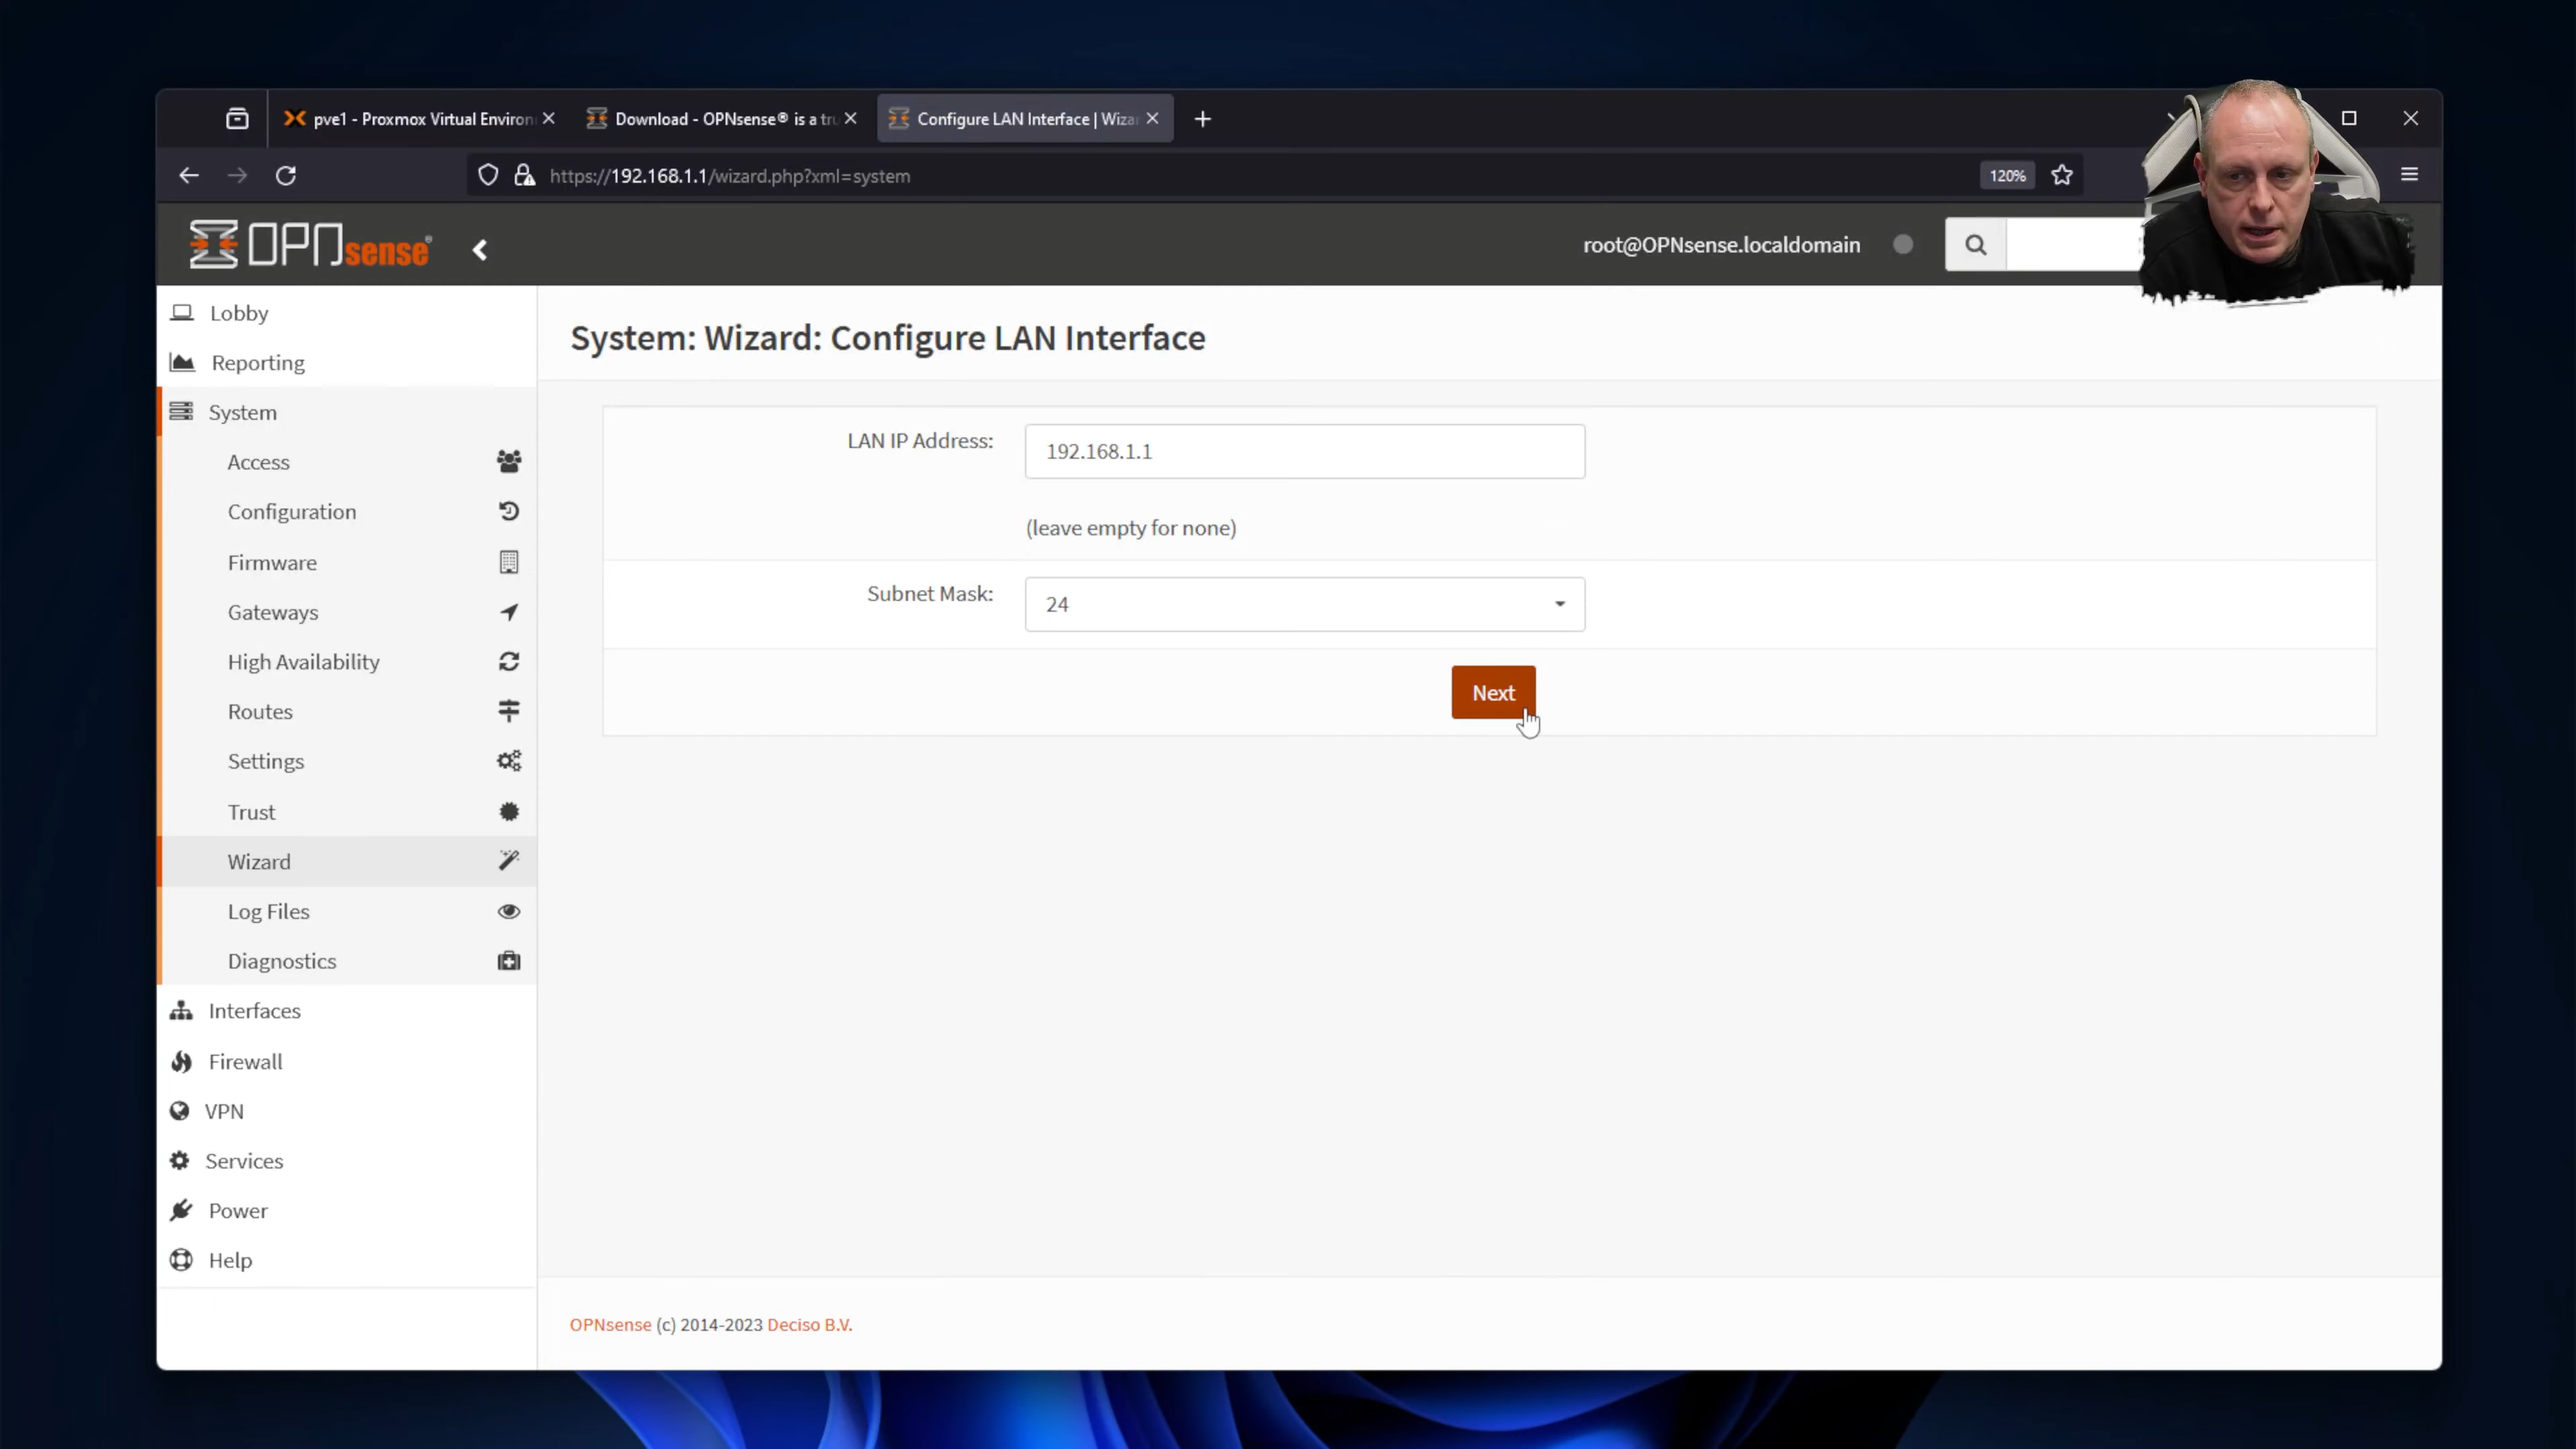 pve1 - Proxmox Virtual Environ
Download - OPNsense® is a tru
Configure LAN Interface | Wizar
https://192.168.1.1/wizard.php?xml=system
120%
OPNsense®
root@OPNsense.localdomain
Lobby
Reporting
System
Access
Configuration
Firmware
Gateways
High Availability
Routes
Settings
Trust
Wizard
Log Files
Diagnostics
Interfaces
Firewall
VPN
Services
Power
Help
System: Wizard: Configure LAN Interface
LAN IP Address:
192.168.1.1
(leave empty for none)
Subnet Mask:
24
Next
OPNsense (c) 2014-2023 Deciso B.V.